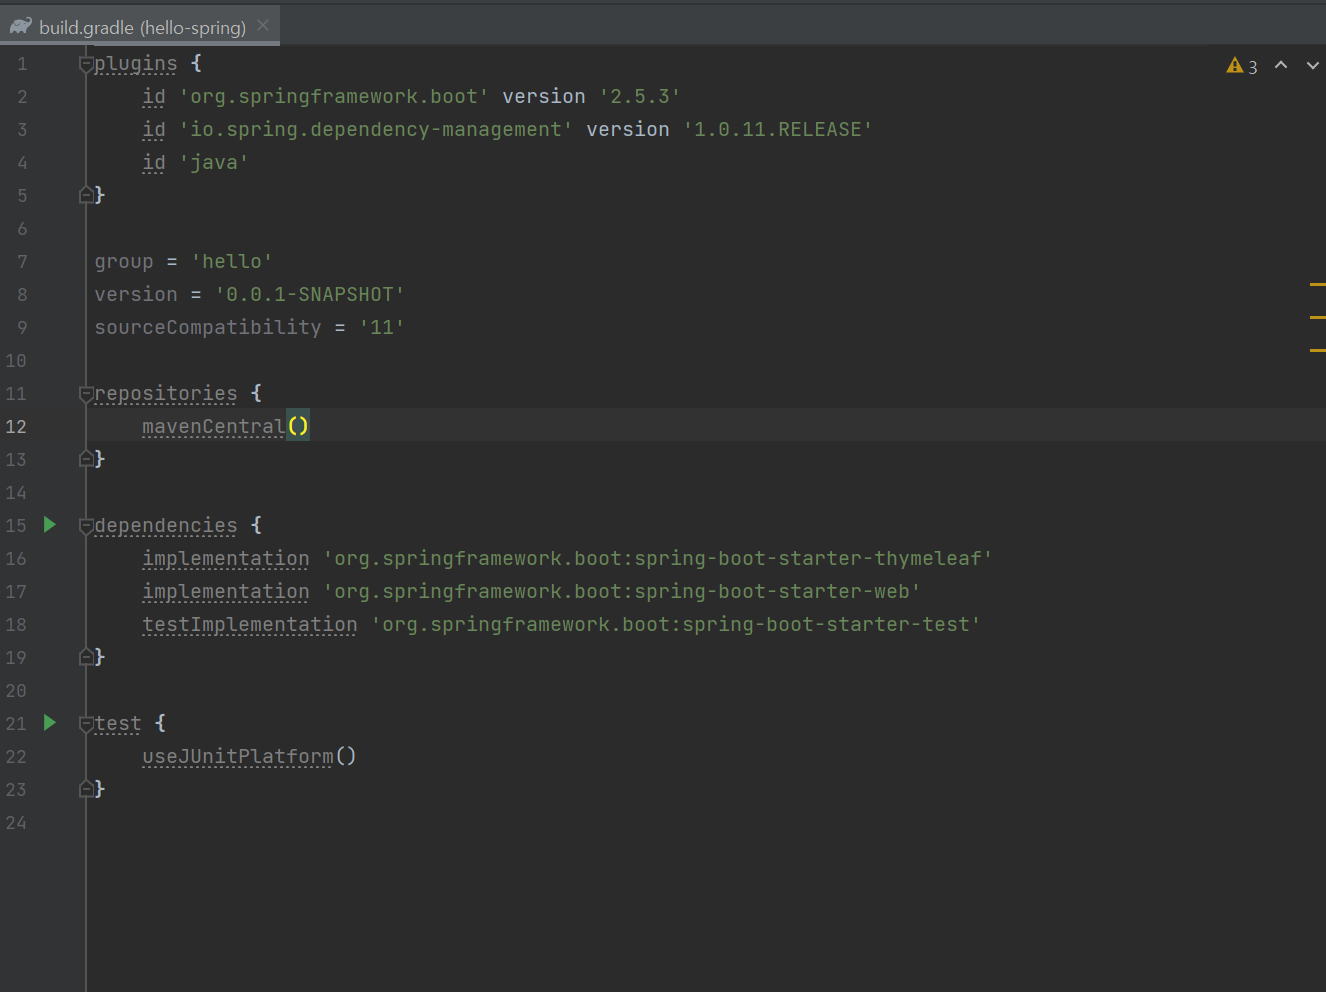 build.gradle (hello-spring)
3
1 plugins {
2 id 'org.springframework.boot' version '2.5.3'
3 id 'io.spring.dependency-management' version '1.0.11.RELEASE'
4 id 'java'
5 }
6
7 group = 'hello'
8 version = '0.0.1-SNAPSHOT'
9 sourceCompatibility = '11'
10
11 repositories {
12 mavenCentral()
13 }
14
15 dependencies {
16 implementation 'org.springframework.boot:spring-boot-starter-thymeleaf'
17 implementation 'org.springframework.boot:spring-boot-starter-web'
18 testImplementation 'org.springframework.boot:spring-boot-starter-test'
19 }
20
21 test {
22 useJUnitPlatform()
23 }
24